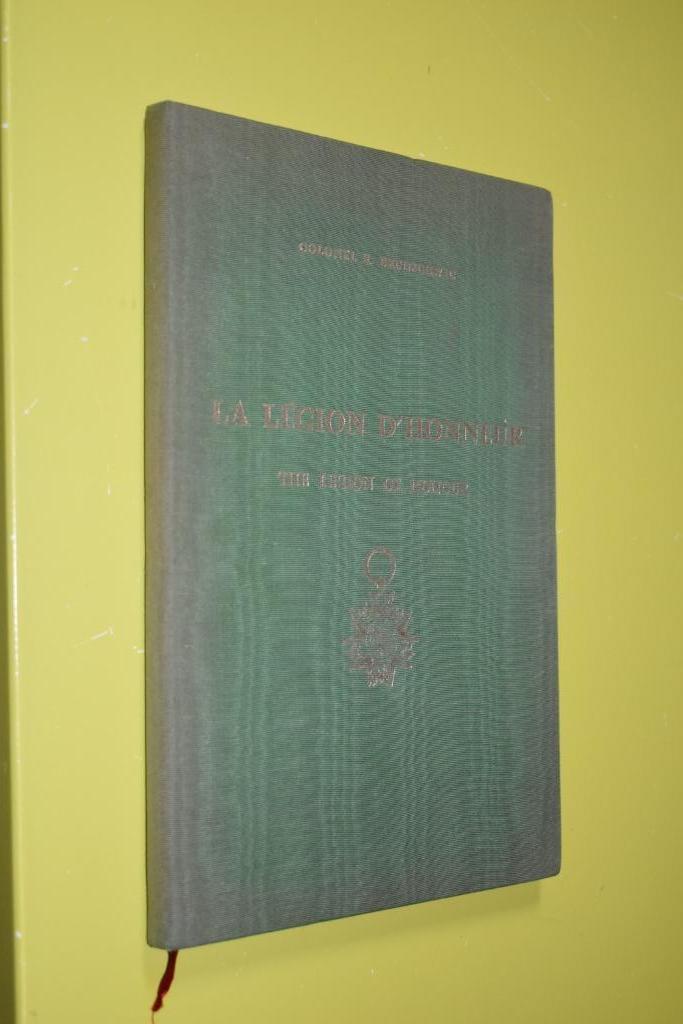 COLONEL R.
LA LÉGION D'HONNEUR
THE LEGION OF HONOUR